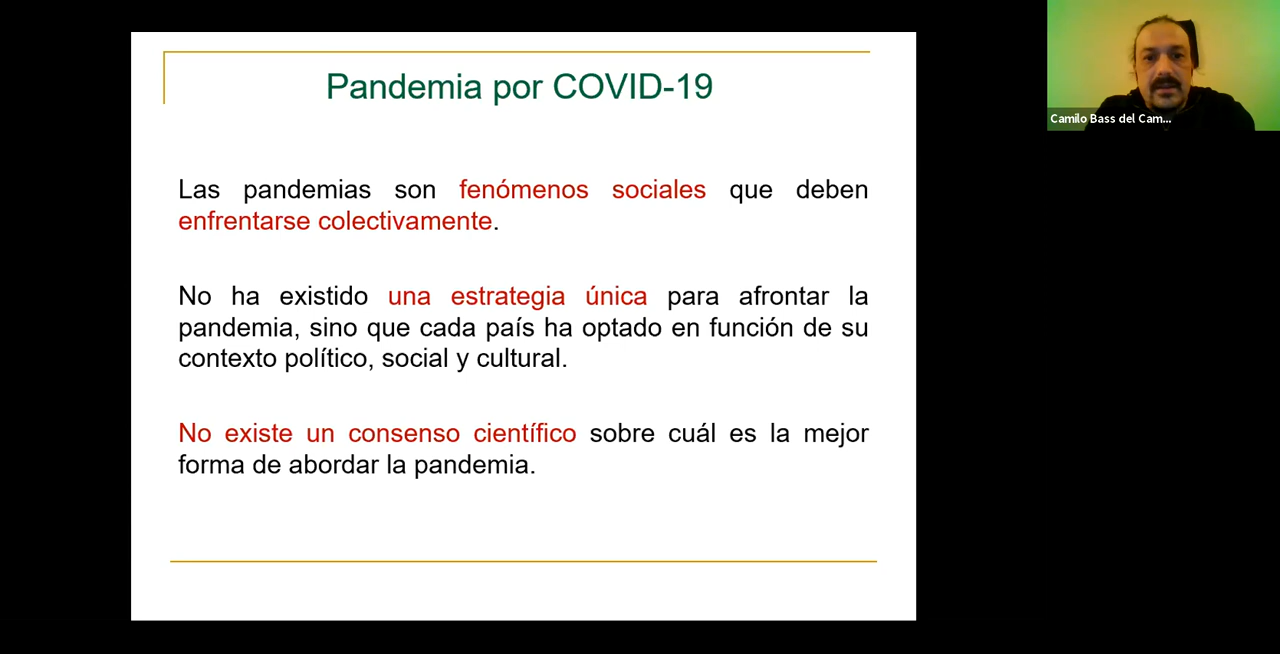 Pandemia por COVID-19
Las pandemias son fenómenos sociales que deben
enfrentarse colectivamente.
No ha existido una estrategia única para afrontar la
pandemia, sino que cada país ha optado en función de su
contexto político, social y cultural.
No existe un consenso científico sobre cuál es la mejor
forma de abordar la pandemia.
Camilo Bass del Cam...